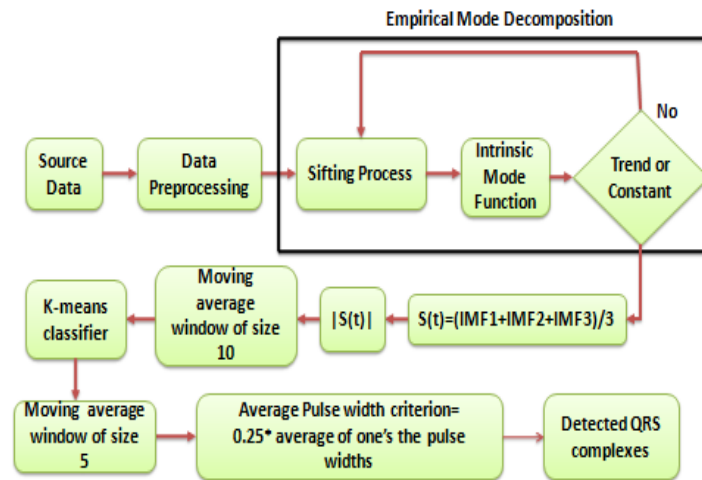 Empirical Mode Decomposition
No
Source
Data
Data
Preprocessing
Sifting Process
Intrinsic
Mode
Function
Trend or
Constant
S(t)=(IMF1+IMF2+IMF3)/3
|S(t)|
Moving
average
window of size
10
K-means
classifier
Moving average
window of size
5
Average Pulse width criterion=
0.25* average of one's the pulse
widths
Detected QRS
complexes